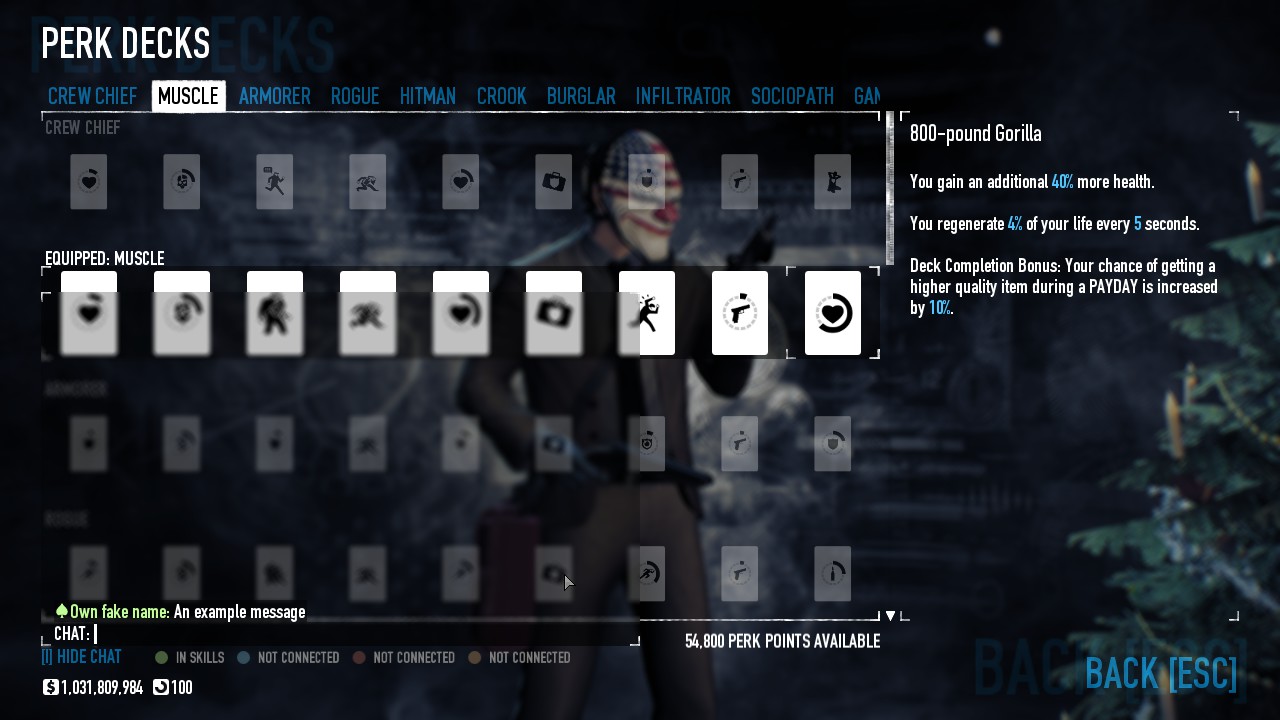 PERK DECKS
CREW CHIEF MUSCLE ARMORER ROGUE HITMAN CROOK BURGLAR INFILTRATOR SOCIOPATH GAM
CREW CHIEF
EQUIPPED: MUSCLE
ARMORER
ROGUE
800-pound Gorilla
You gain an additional 40% more health.
You regenerate 4% of your life every 5 seconds.
Deck Completion Bonus: Your chance of getting a
higher quality item during a PAYDAY is increased
by 10%.
Own fake name: An example message
CHAT:
54,800 PERK POINTS AVAILABLE
[I] HIDE CHAT IN SKILLS NOT CONNECTED NOT CONNECTED NOT CONNECTED
$1,031,809,984 100
BACK [ESC]